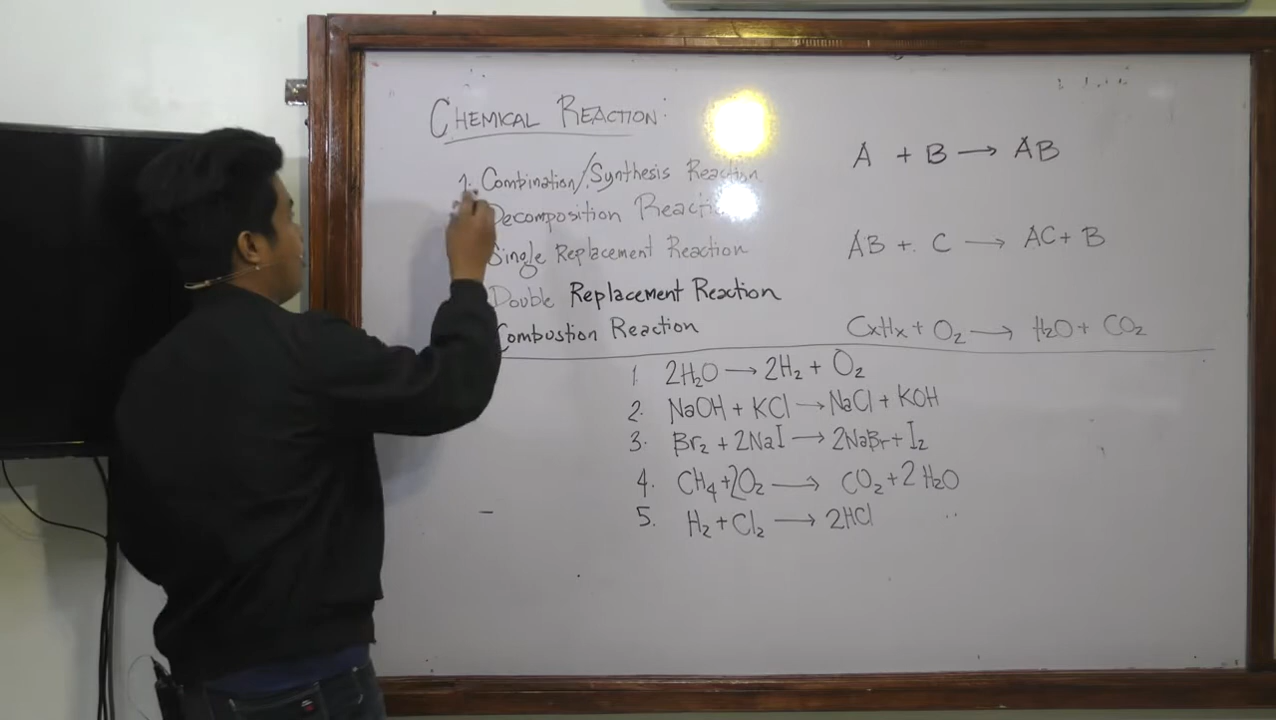 CHEMICAL REACTION:
1. Combination/Synthesis Reaction
Decomposition Reacti
Single Replacement Reaction
Double Replacement Reaction
Combustion Reaction
A + B → AB
AB + C → AC + B
CxHx + O₂ → H₂O + CO₂
1. 2H₂O → 2H₂ + O₂
2. NaOH + KCl → NaCl + KOH
3. Br₂ + 2NaI → 2NaBr + I₂
4. CH₄ + 2O₂ → CO₂ + 2H₂O
5. H₂ + Cl₂ → 2HCl